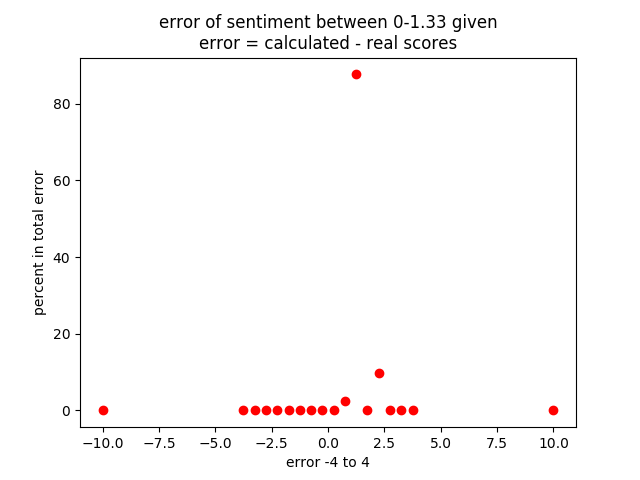 error of sentiment between 0-1.33 given
error = calculated - real scores
80
60
40
20
0
percent in total error
−10.0 −7.5 −5.0 −2.5 0.0 2.5 5.0 7.5 10.0
error -4 to 4